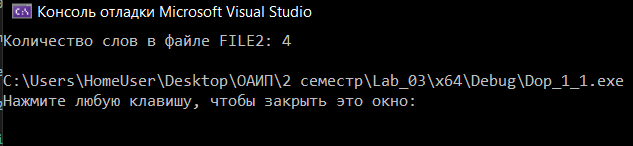 Консоль отладки Microsoft Visual Studio
Количество слов в файле FILE2: 4
C:\Users\HomeUser\Desktop\ОАИП\2 семестр\Lab_03\x64\Debug\Dop_1_1.exe
Нажмите любую клавишу, чтобы закрыть это окно: